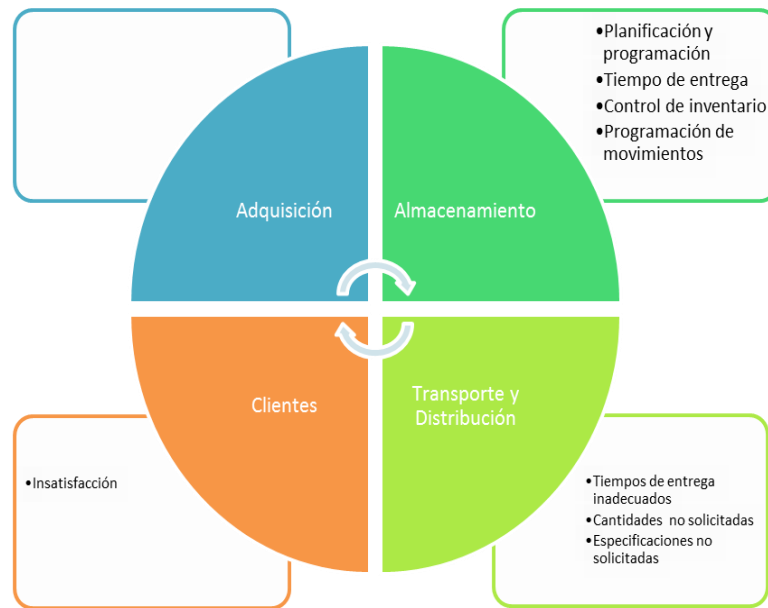 •Planificación y
programación
•Tiempo de entrega
•Control de inventario
•Programación de
movimientos
Adquisición
Almacenamiento
Clientes
Transporte y
Distribución
•Insatisfacción
•Tiempos de entrega
inadecuados
•Cantidades no solicitadas
•Especificaciones no
solicitadas